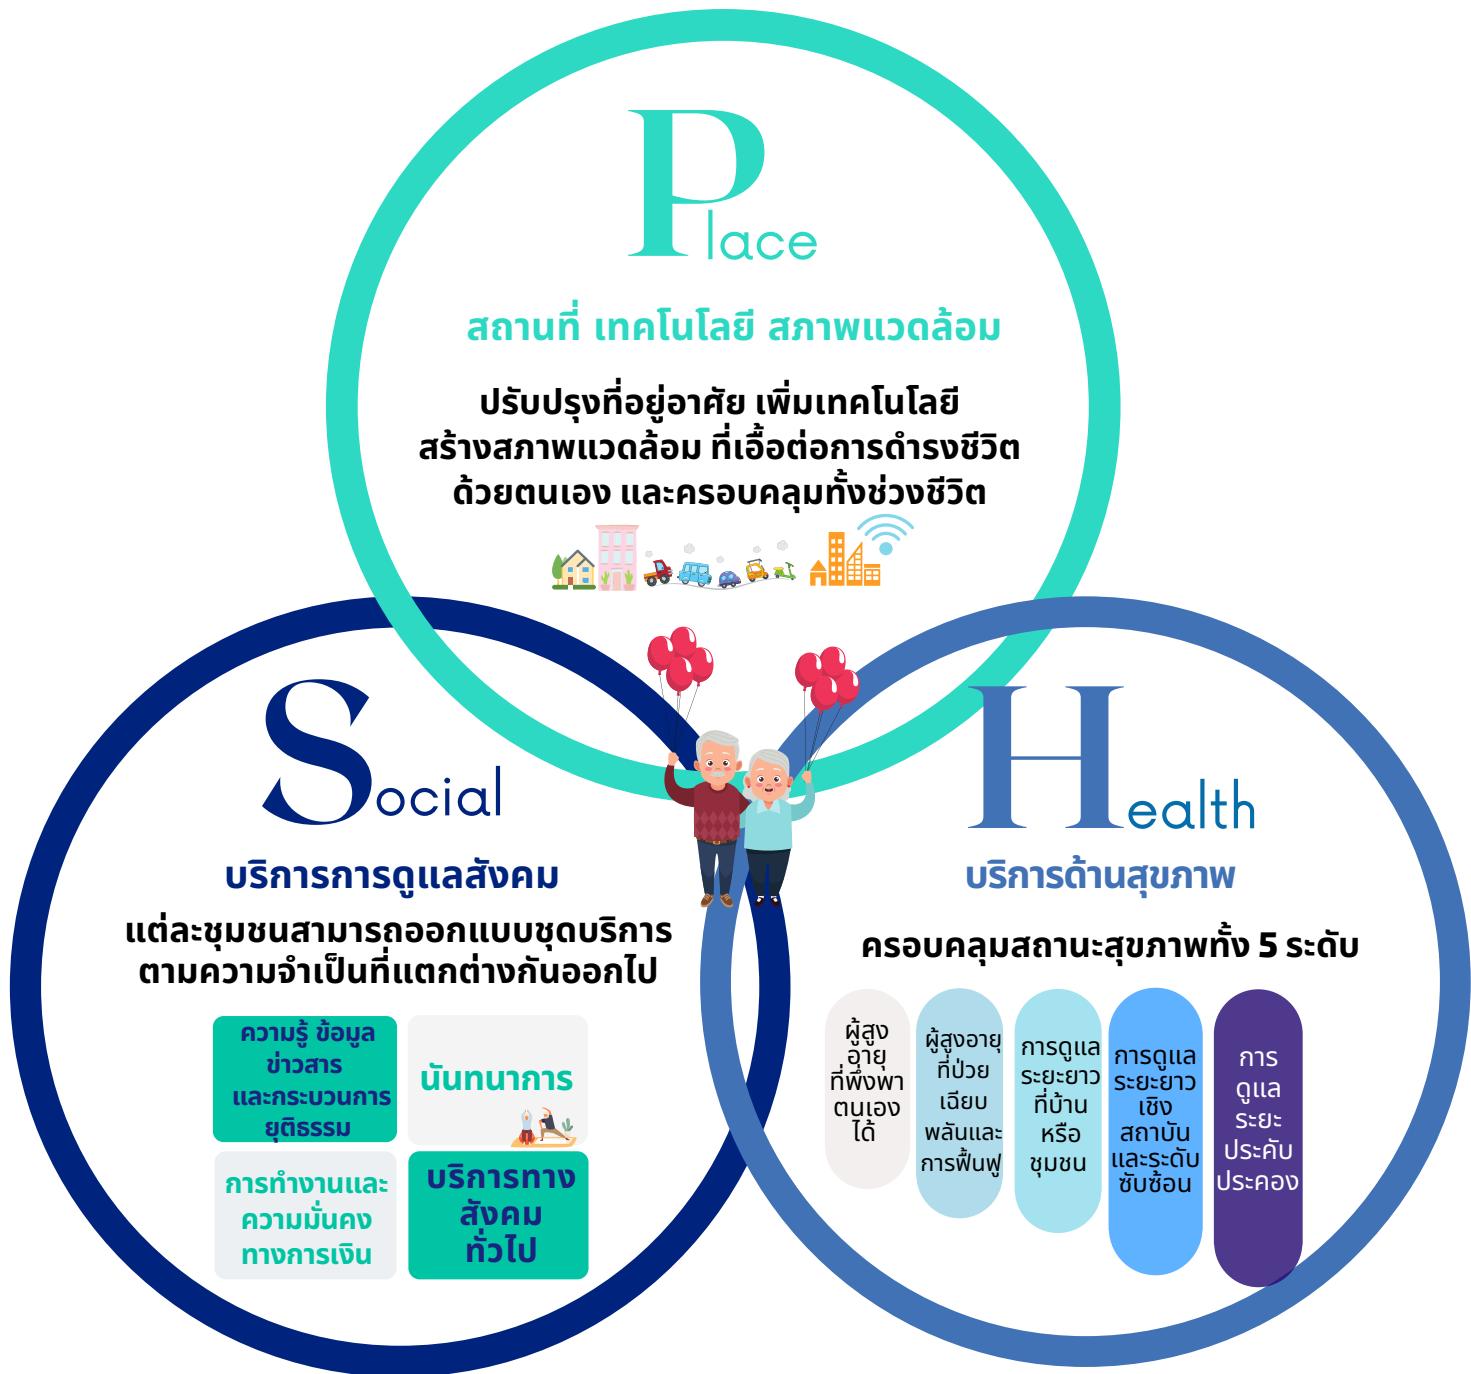 Place
สถานที่ เทคโนโลยี สภาพแวดล้อม
ปรับปรุงที่อยู่อาศัย เพิ่มเทคโนโลยี
สร้างสภาพแวดล้อม ที่เอื้อต่อการดำรงชีวิต
ด้วยตนเอง และครอบคลุมทั้งช่วงชีวิต
Social
บริการการดูแลสังคม
แต่ละชุมชนสามารถออกแบบชุดบริการ
ตามความจำเป็นที่แตกต่างกันออกไป
ความรู้ ข้อมูล
ข่าวสาร
และกระบวนการ
ยุติธรรม
นันทนาการ
การทำงานและ
ความมั่นคง
ทางการเงิน
บริการทาง
สังคม
ทั่วไป
Health
บริการด้านสุขภาพ
ครอบคลุมสถานะสุขภาพทั้ง 5 ระดับ
ผู้สูง
อายุ
ที่พึ่งพา
ตนเอง
ได้
ผู้สูงอายุ
ที่ป่วย
เฉียบ
พลันและ
การฟื้นฟู
การดูแล
ระยะยาว
ที่บ้าน
หรือ
ชุมชน
การดูแล
ระยะยาว
เชิง
สถาบัน
และระดับ
ซับซ้อน
การ
ดูแล
ระยะ
ประคับ
ประคอง